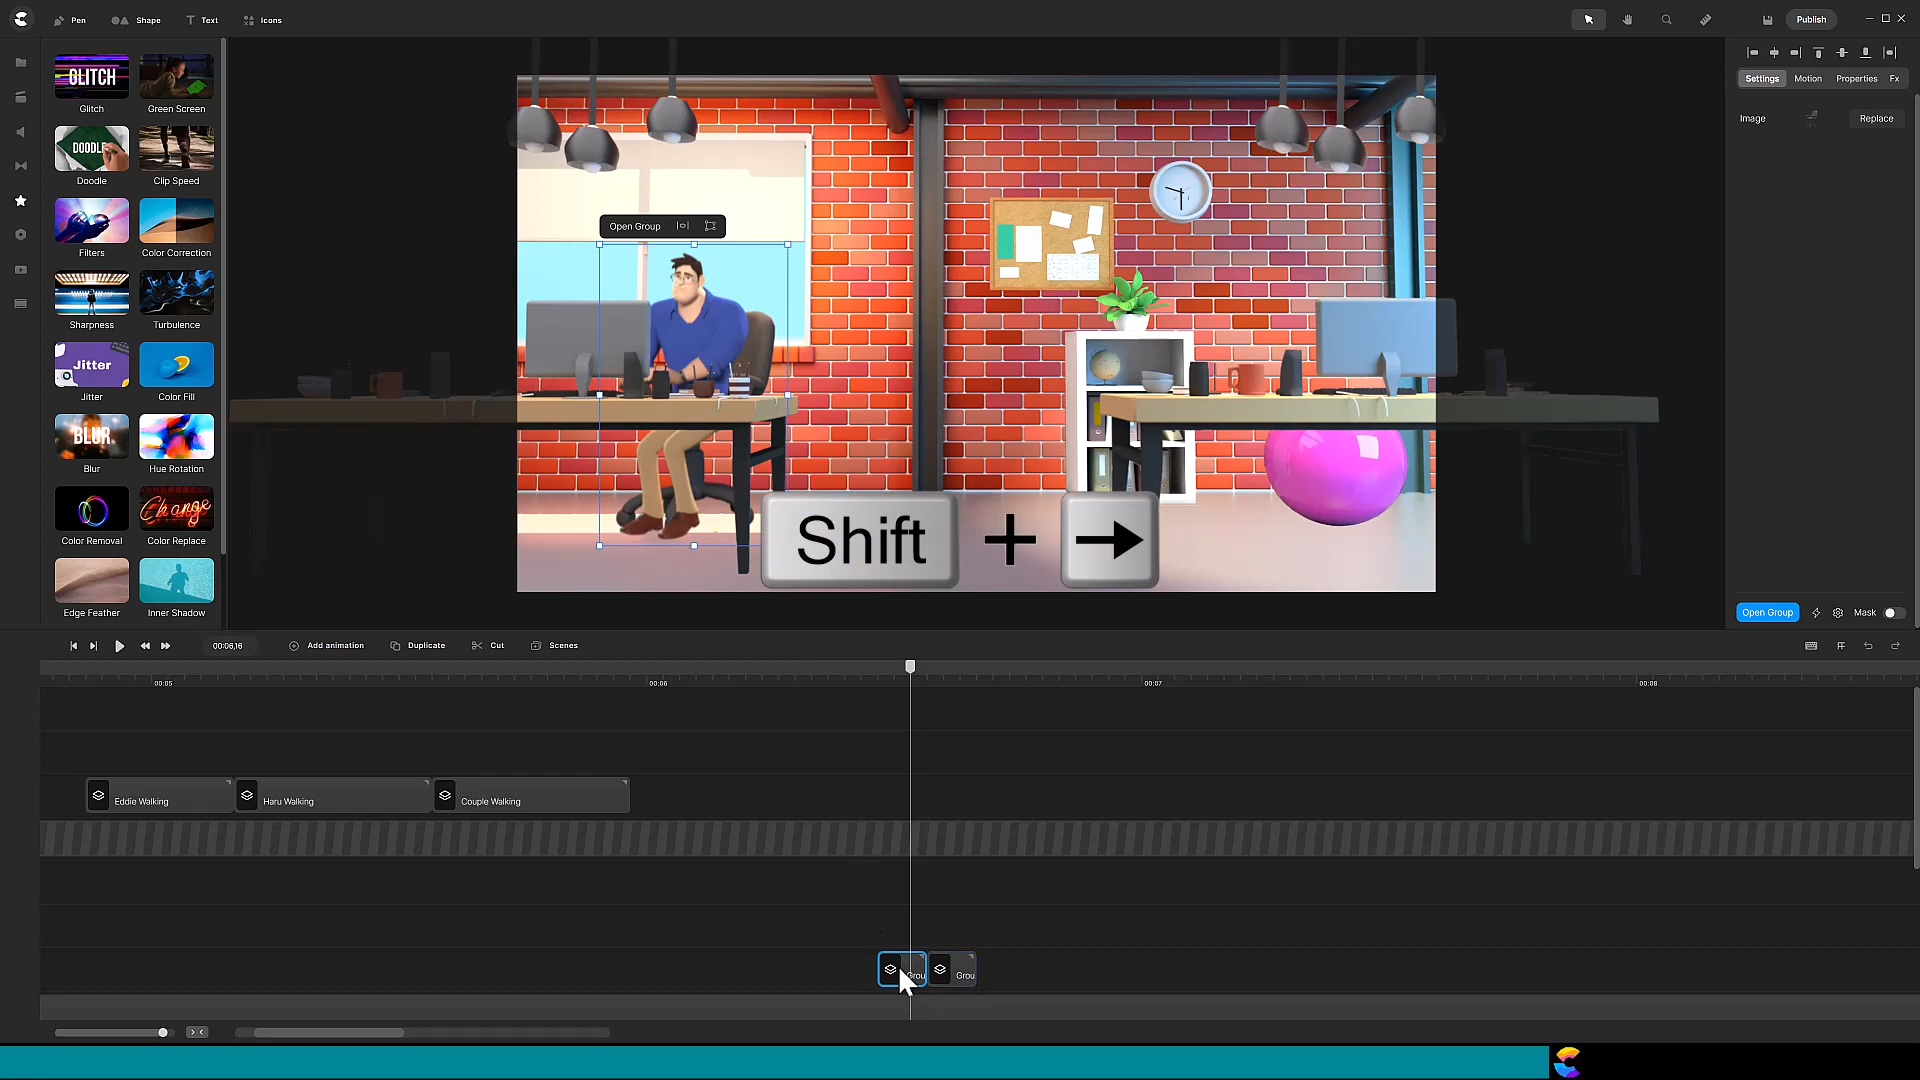 Pen
Shape
Text
Icons
Publish
GLITCH
Glitch
Green Screen
DOODLE
Doodle
Clip Speed
Filters
Color Correction
Sharpness
Turbulence
Jitter
Jitter
Color Fill
BLUR
Blur
Hue Rotation
Change
Color Removal
Color Replace
Edge Feather
Inner Shadow
Open Group
Shift + →
Settings
Motion
Properties
Fx
Image
Replace
Open Group
Mask
00:06,16
Add animation
Duplicate
Cut
Scenes
00:05
00:06
00:07
00:08
Eddie Walking
Haru Walking
Couple Walking
Grou
Grou